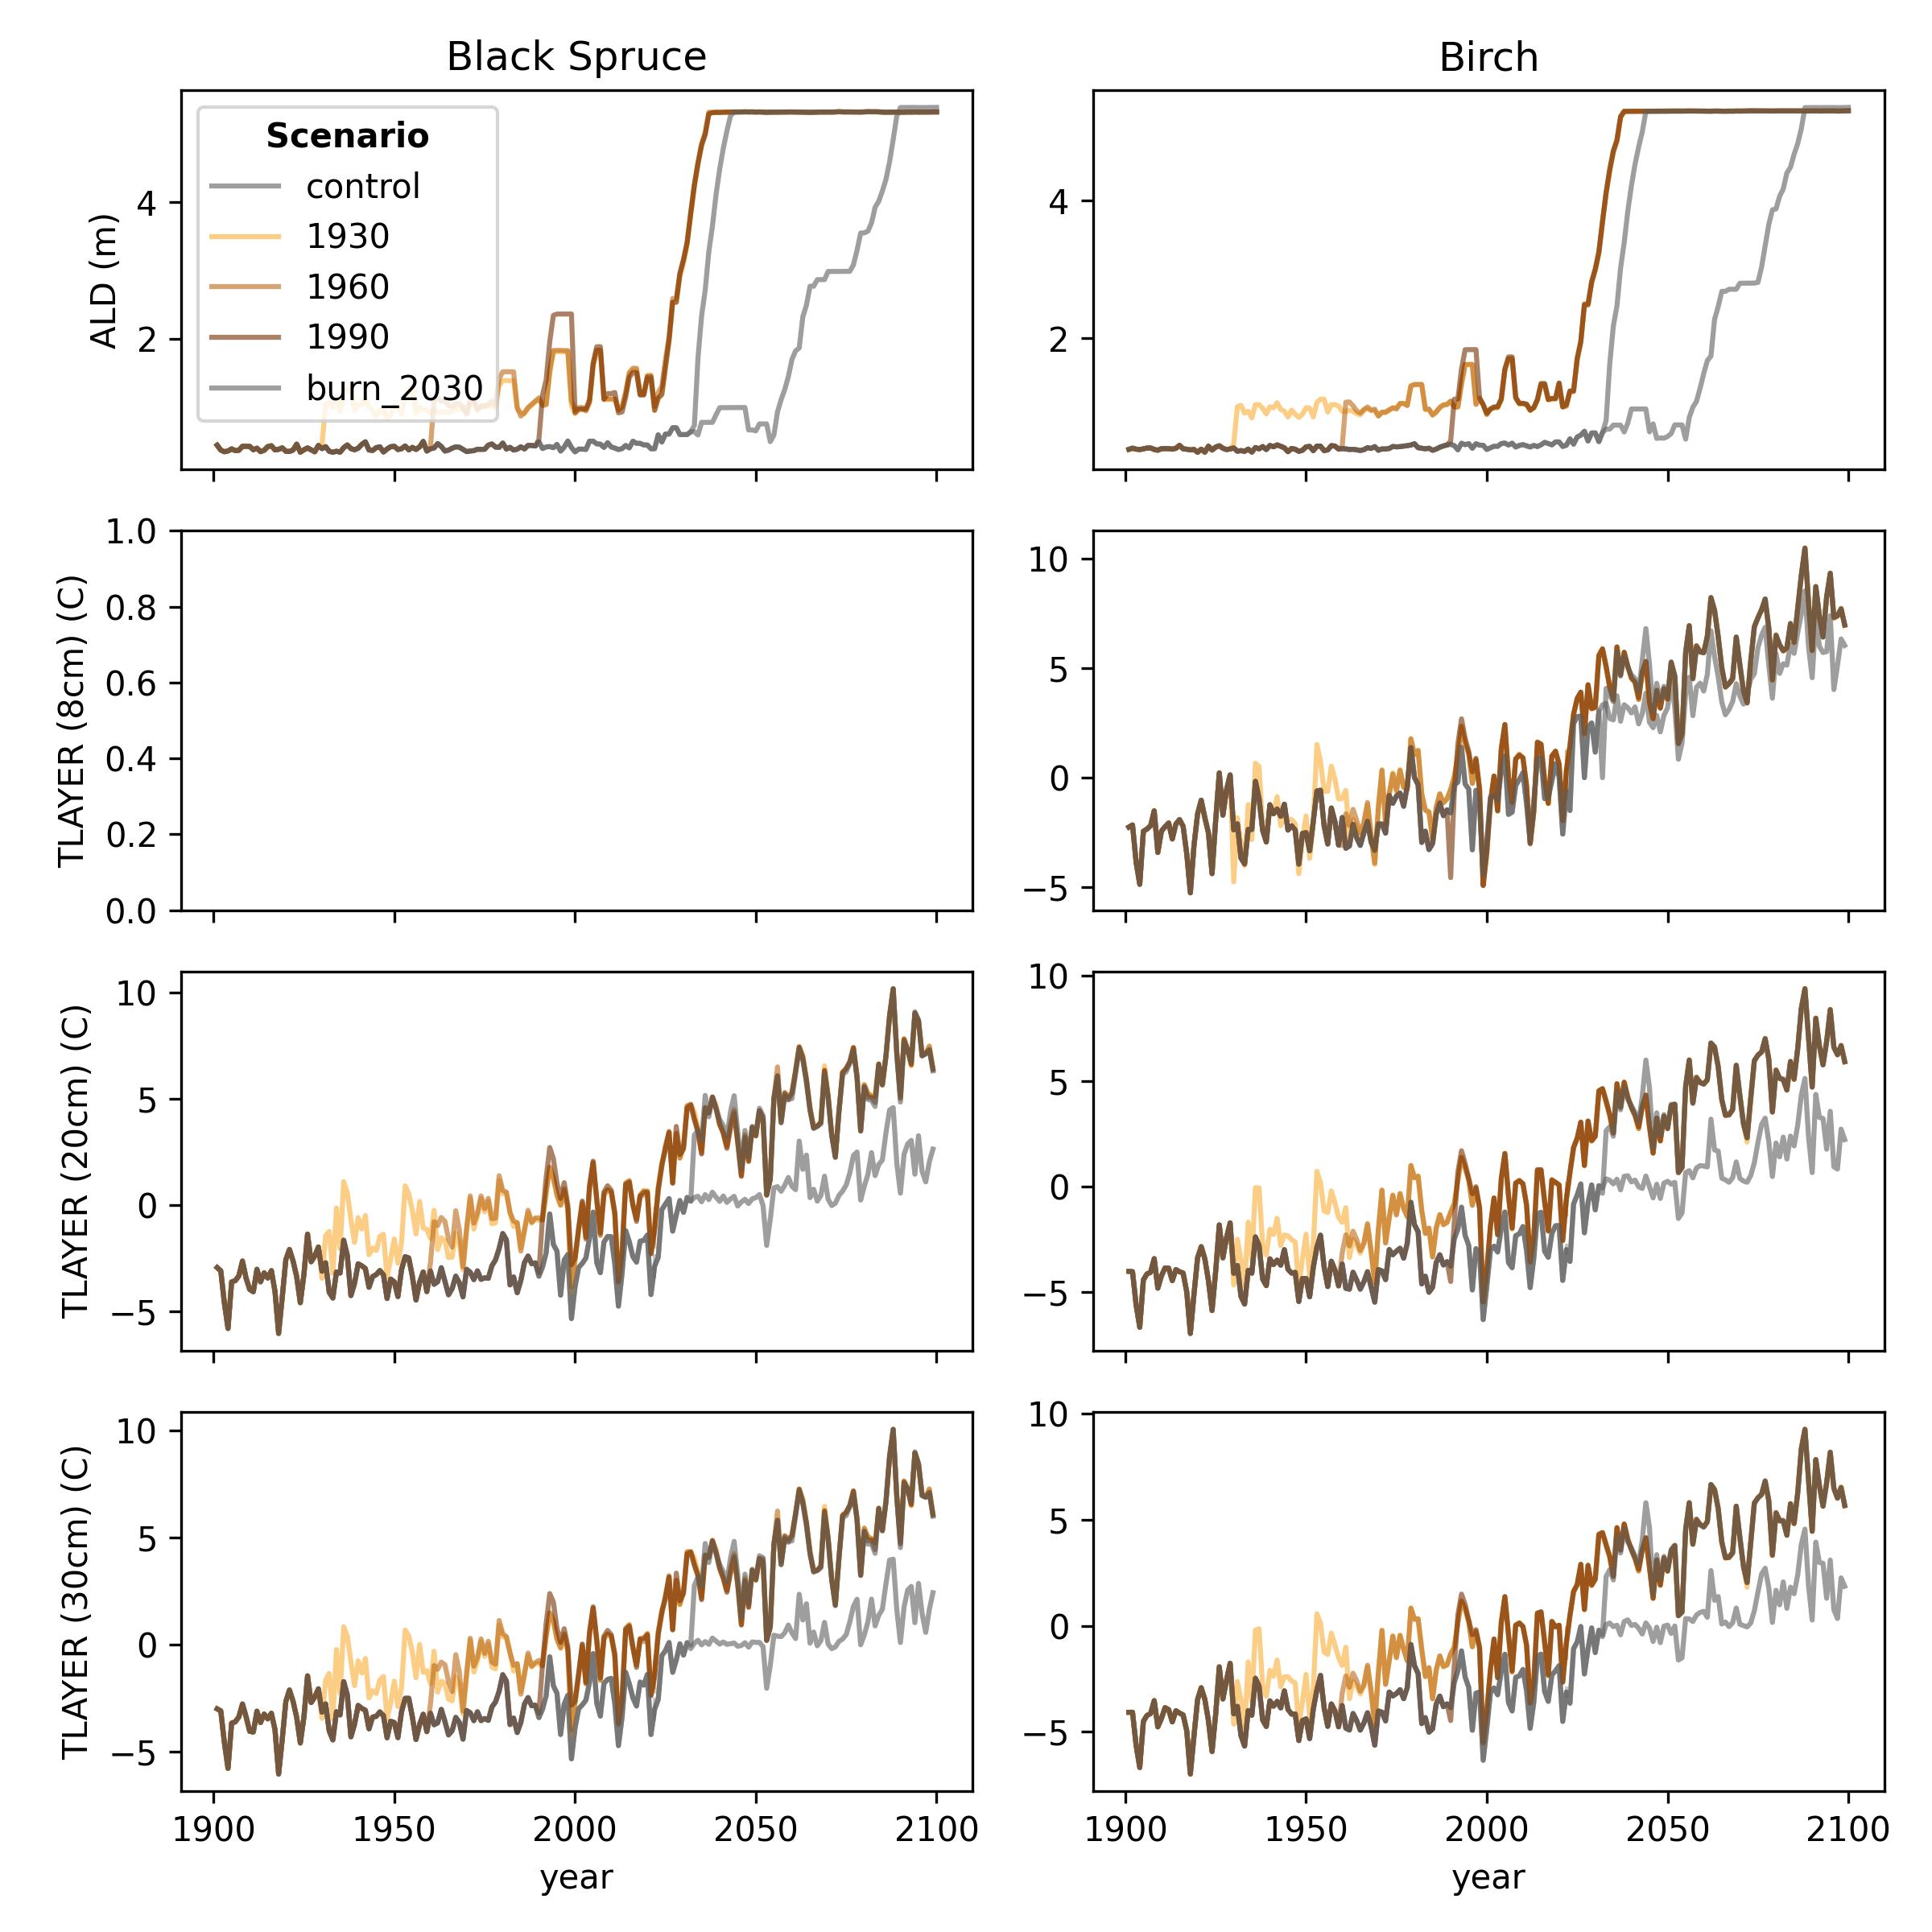 Black Spruce
Birch
Scenario
control
1930
1960
1990
burn_2030
ALD (m)
4
2
4
2
TLAYER (8cm) (C)
1.0
0.8
0.6
0.4
0.2
0.0
10
5
0
−5
TLAYER (20cm) (C)
10
5
0
−5
10
5
0
−5
TLAYER (30cm) (C)
10
5
0
−5
10
5
0
−5
1900 1950 2000 2050 2100
1900 1950 2000 2050 2100
year
year